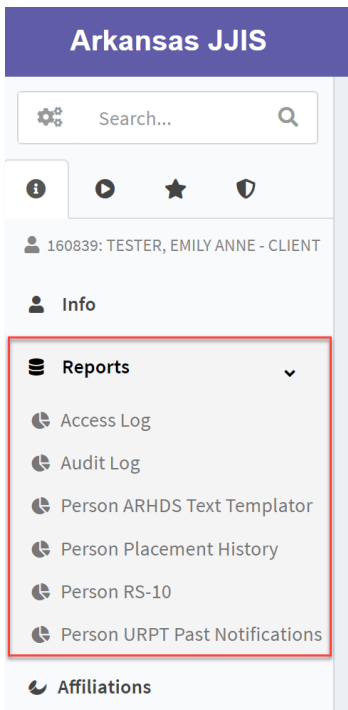 Arkansas JJIS
Search...
160839: TESTER, EMILY ANNE - CLIENT
Info
Reports
Access Log
Audit Log
Person ARHDS Text Templator
Person Placement History
Person RS-10
Person URPT Past Notifications
Affiliations